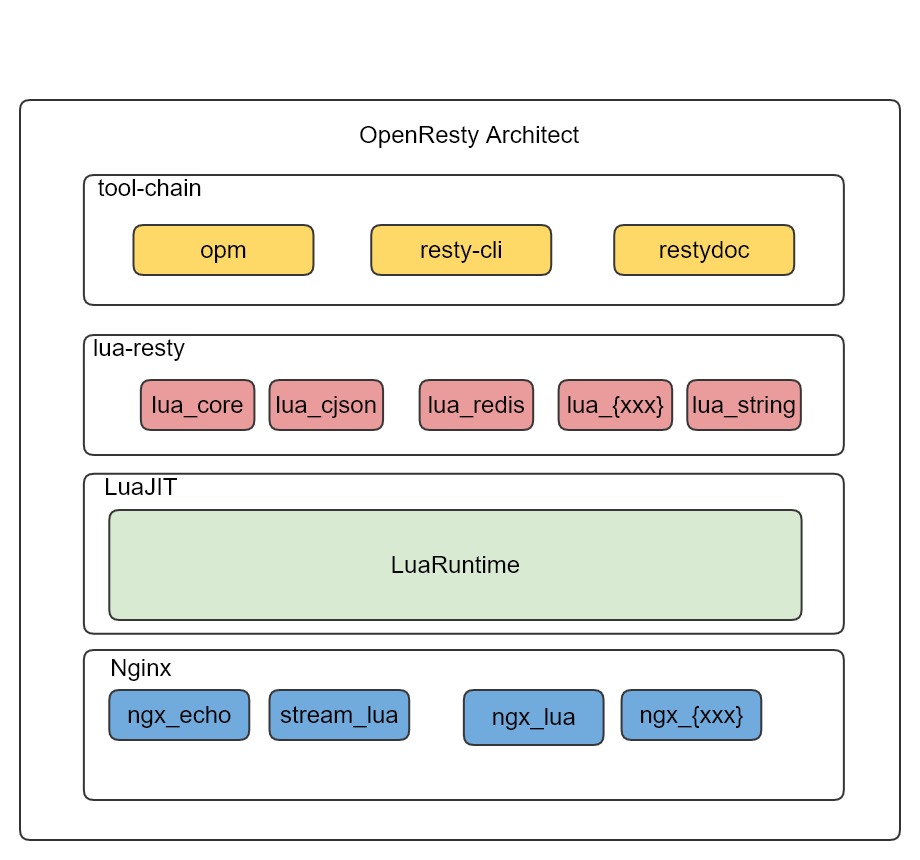 OpenResty Architect
tool-chain
opm
resty-cli
restydoc
lua-resty
lua_core
lua_cjson
lua_redis
lua_{xxx}
lua_string
LuaJIT
LuaRuntime
Nginx
ngx_echo
stream_lua
ngx_lua
ngx_{xxx}